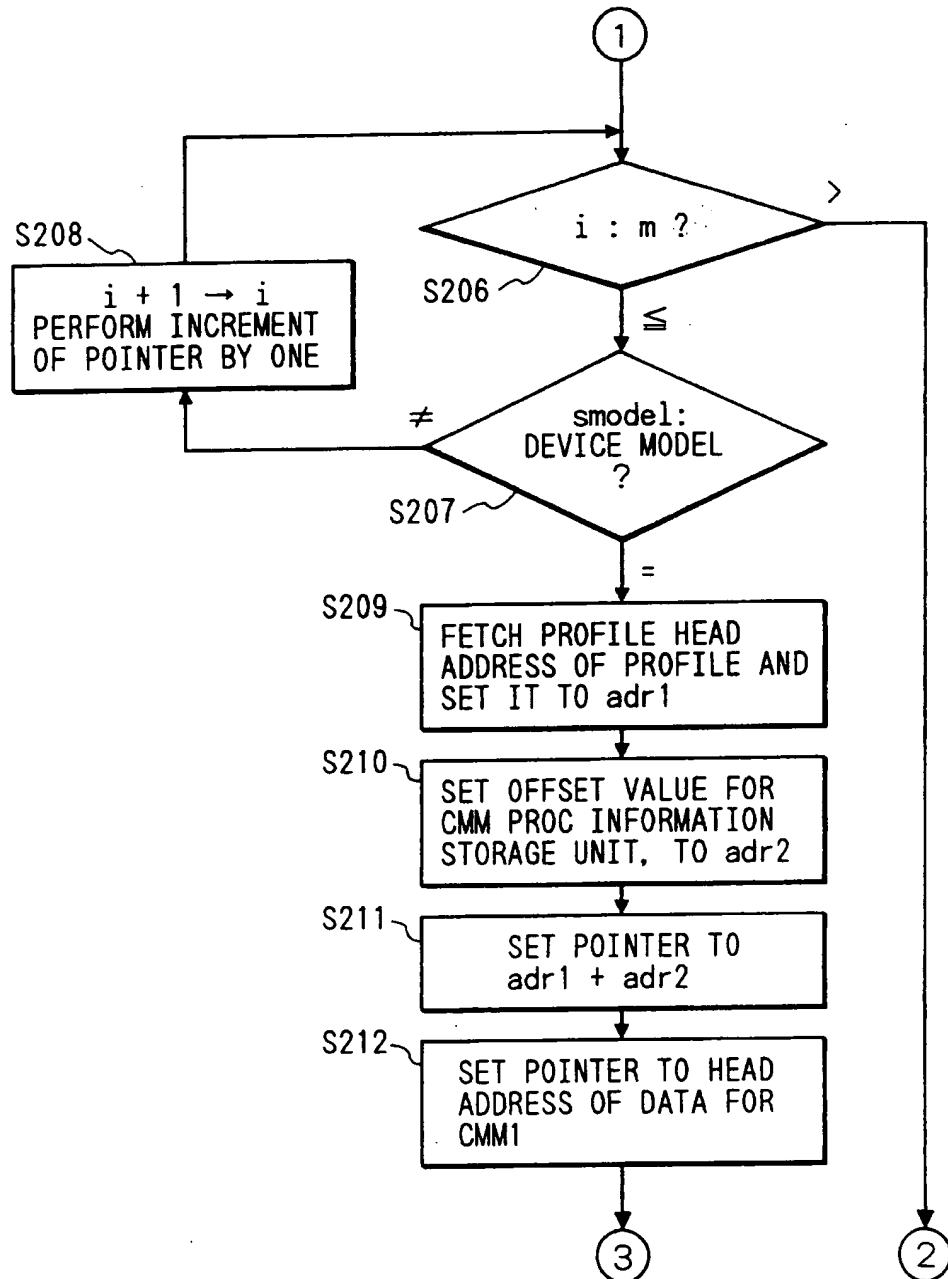 1
i : m ?
>
S206
≦
S208
i + 1 → i
PERFORM INCREMENT
OF POINTER BY ONE
≠
smodel:
DEVICE MODEL
?
S207
=
S209
FETCH PROFILE HEAD
ADDRESS OF PROFILE AND
SET IT TO adr1
S210
SET OFFSET VALUE FOR
CMM PROC INFORMATION
STORAGE UNIT, TO adr2
S211
SET POINTER TO
adr1 + adr2
S212
SET POINTER TO HEAD
ADDRESS OF DATA FOR
CMM1
3
2